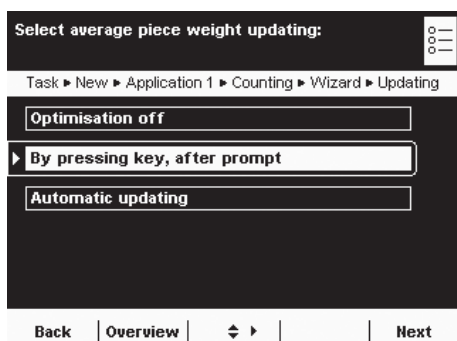 Select average piece weight updating:
Task ▸ New ▸ Application 1 ▸ Counting ▸ Wizard ▸ Updating
Optimisation off
By pressing key, after prompt
Automatic updating
Back Overview Next